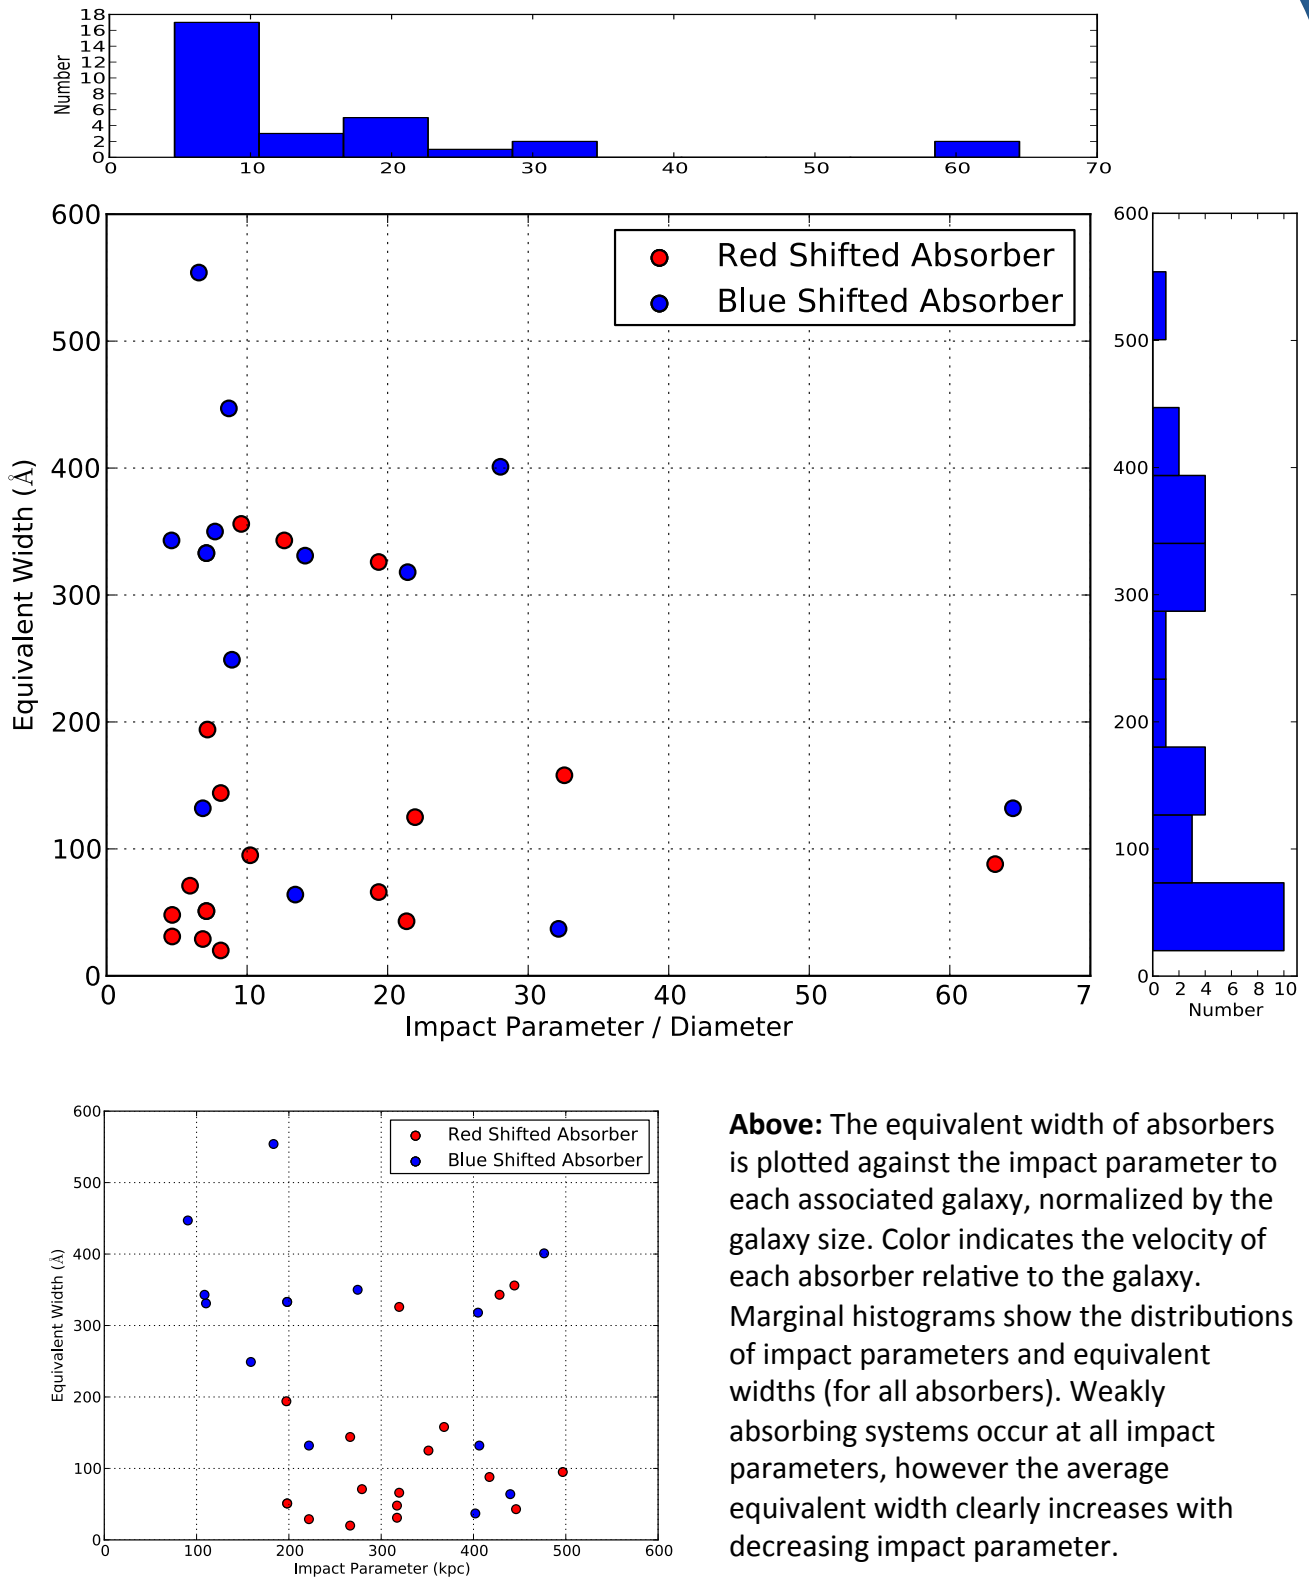 18
16
14
12
10
8
6
4
2
0
Number
0 10 20 30 40 50 60 70
600
500
400
300
200
100
0
Equivalent Width (Å)
Red Shifted Absorber
Blue Shifted Absorber
0 10 20 30 40 50 60 7
Impact Parameter / Diameter
600
500
400
300
200
100
0
0 2 4 6 8 10
Number
600
500
400
300
200
100
0
Equivalent Width (Å)
Red Shifted Absorber
Blue Shifted Absorber
0 100 200 300 400 500 600
Impact Parameter (kpc)
Above: The equivalent width of absorbers
is plotted against the impact parameter to
each associated galaxy, normalized by the
galaxy size. Color indicates the velocity of
each absorber relative to the galaxy.
Marginal histograms show the distributions
of impact parameters and equivalent
widths (for all absorbers). Weakly
absorbing systems occur at all impact
parameters, however the average
equivalent width clearly increases with
decreasing impact parameter.